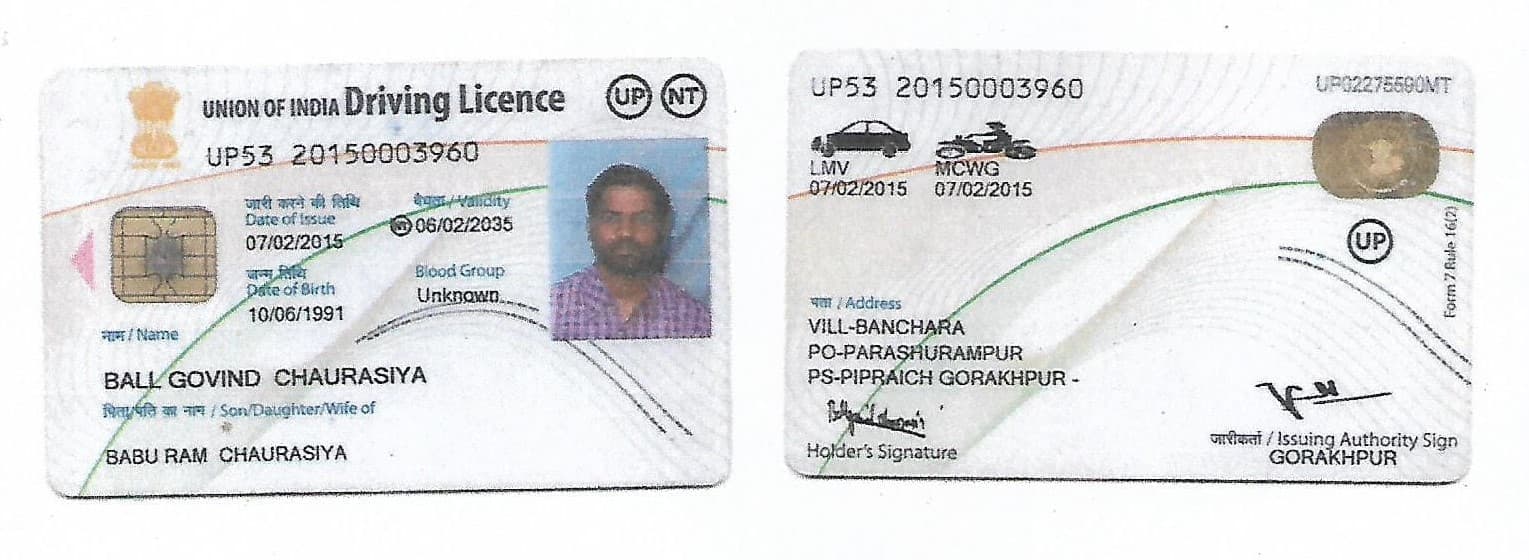 UNION OF INDIA Driving Licence UP NT
UP53 20150003960
जारी करने की तिथि
Date of Issue
07/02/2015
वैधता / Validity
NT 06/02/2035
जन्म तिथि
Date of Birth
10/06/1991
Blood Group
Unknown
नाम / Name
BALL GOVIND CHAURASIYA
पिता/पति का नाम / Son/Daughter/Wife of
BABU RAM CHAURASIYA
UP53 20150003960
UP02275590MT
LMV
07/02/2015
MCWG
07/02/2015
UP
Form 7 Rule 16(2)
पता / Address
VILL-BANCHARA
PO-PARASHURAMPUR
PS-PIPRAICH GORAKHPUR -
Holder's Signature
जारीकर्ता / Issuing Authority Sign
GORAKHPUR